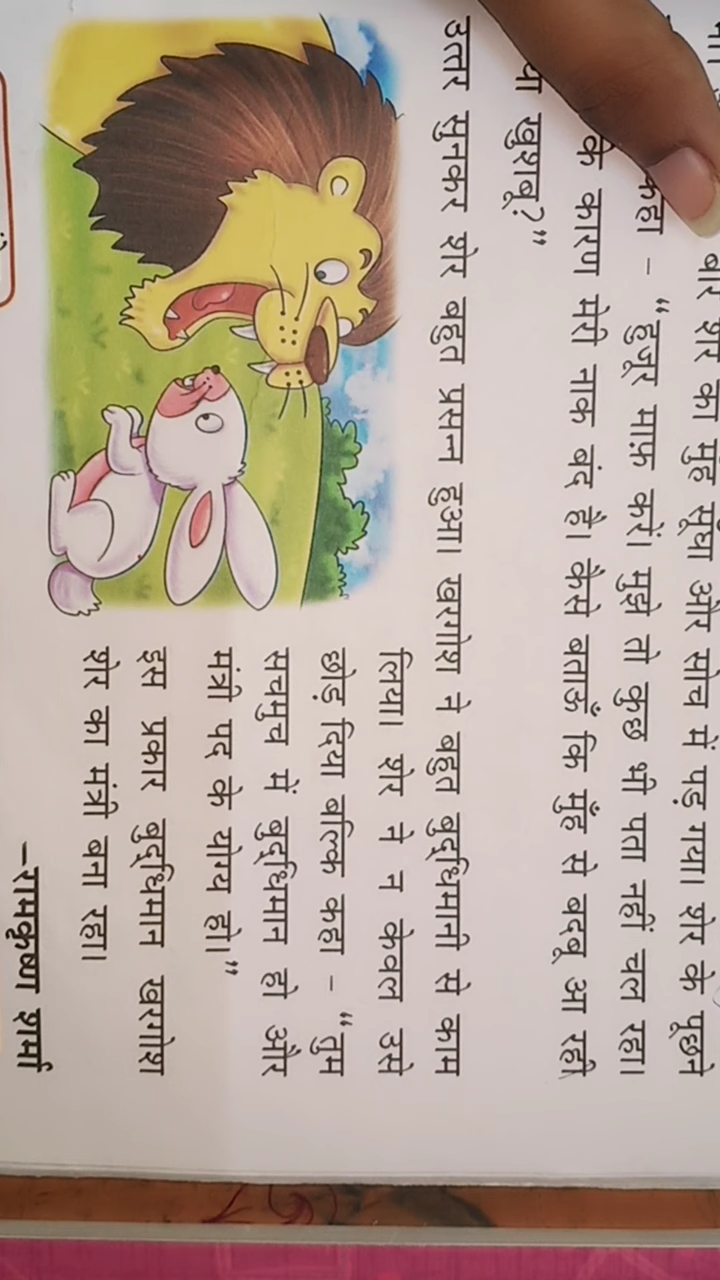 बार शेर का मुँह सूँघा और सोच में पड़ गया। शेर के पूछने
कहा – “हुज़ूर माफ़ करें। मुझे तो कुछ भी पता नहीं चल रहा।
के कारण मेरी नाक बंद है। कैसे बताऊँ कि मुँह से बदबू आ रही
या खुशबू?”
उत्तर सुनकर शेर बहुत प्रसन्न हुआ। खरगोश ने बहुत बुद्धिमानी से काम
लिया। शेर ने न केवल उसे
छोड़ दिया बल्कि कहा – “तुम
सचमुच में बुद्धिमान हो और
मंत्री पद के योग्य हो।”
इस प्रकार बुद्धिमान खरगोश
शेर का मंत्री बना रहा।
–रामकृष्ण शर्मा